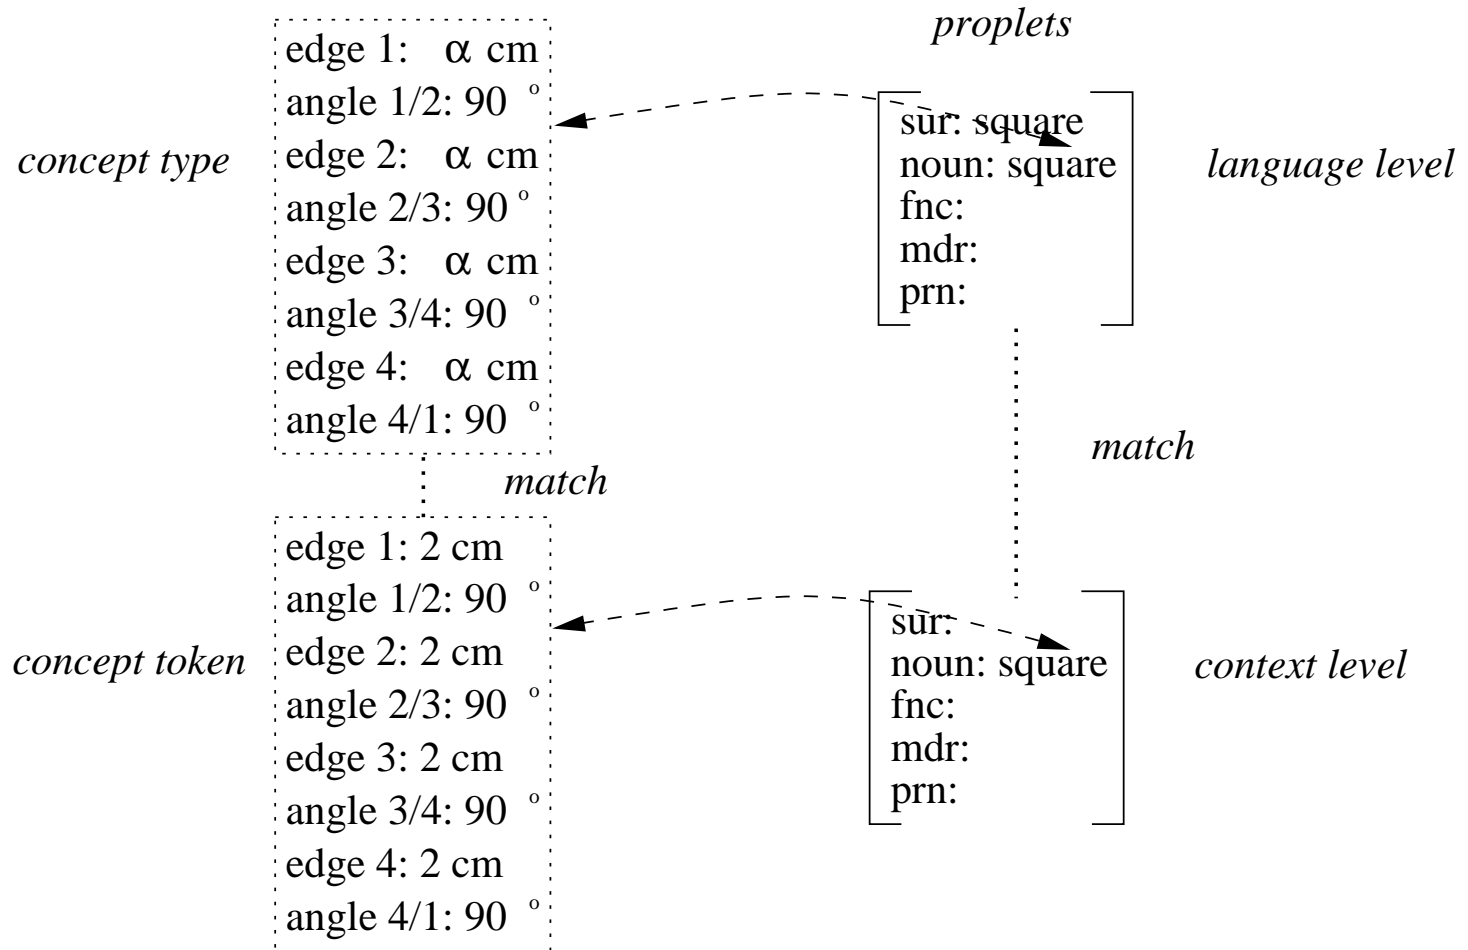 proplets
edge 1: α cm
angle 1/2: 90 °
edge 2: α cm
angle 2/3: 90 °
edge 3: α cm
angle 3/4: 90 °
edge 4: α cm
angle 4/1: 90 °
concept type
sur: square
noun: square
fnc:
mdr:
prn:
language level
match
match
edge 1: 2 cm
angle 1/2: 90 °
edge 2: 2 cm
angle 2/3: 90 °
edge 3: 2 cm
angle 3/4: 90 °
edge 4: 2 cm
angle 4/1: 90 °
concept token
sur:
noun: square
fnc:
mdr:
prn:
context level